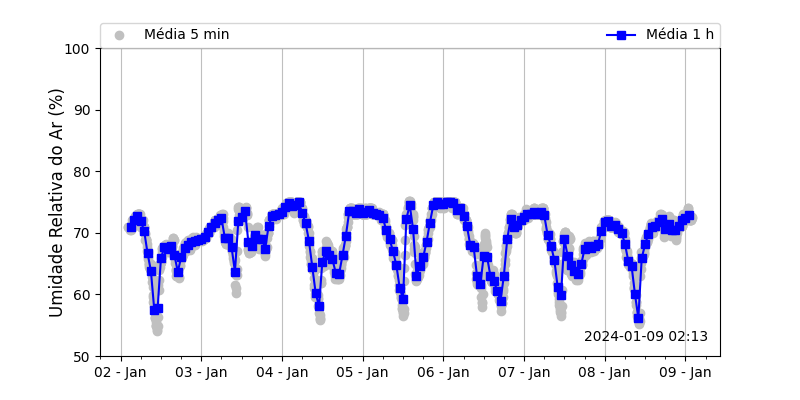 Média 5 min
Média 1 h
100
90
80
70
60
50
Umidade Relativa do Ar (%)
2024-01-09 02:13
02 - Jan
03 - Jan
04 - Jan
05 - Jan
06 - Jan
07 - Jan
08 - Jan
09 - Jan